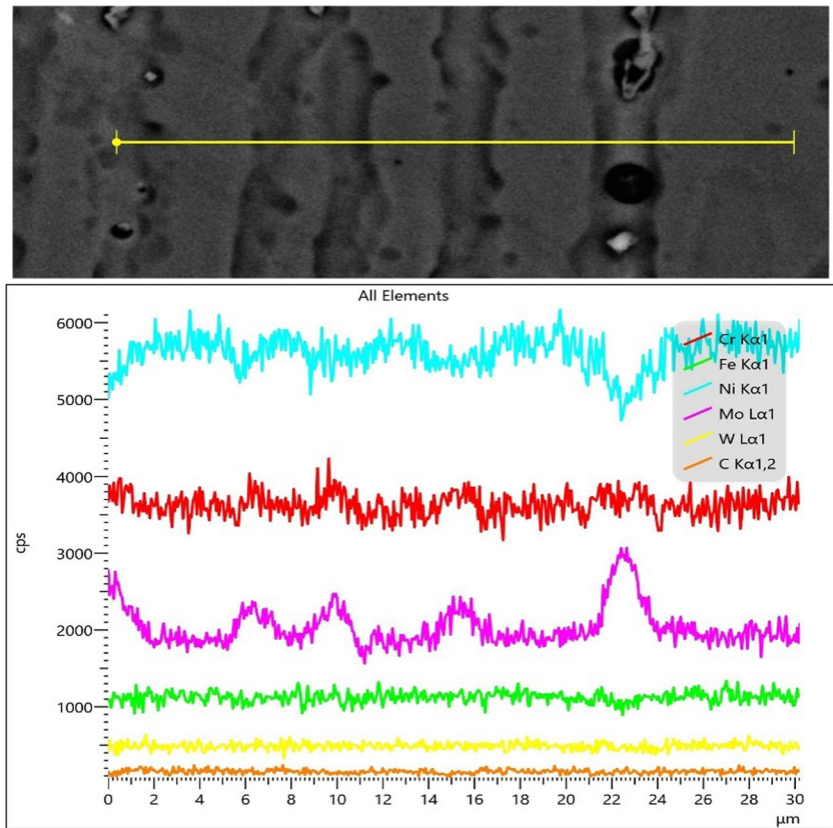 All Elements
6000
5000
4000
3000
2000
1000
cps
Cr Kα1
Fe Kα1
Ni Kα1
Mo Lα1
W Lα1
C Kα1,2
0 2 4 6 8 10 12 14 16 18 20 22 24 26 28 30
µm